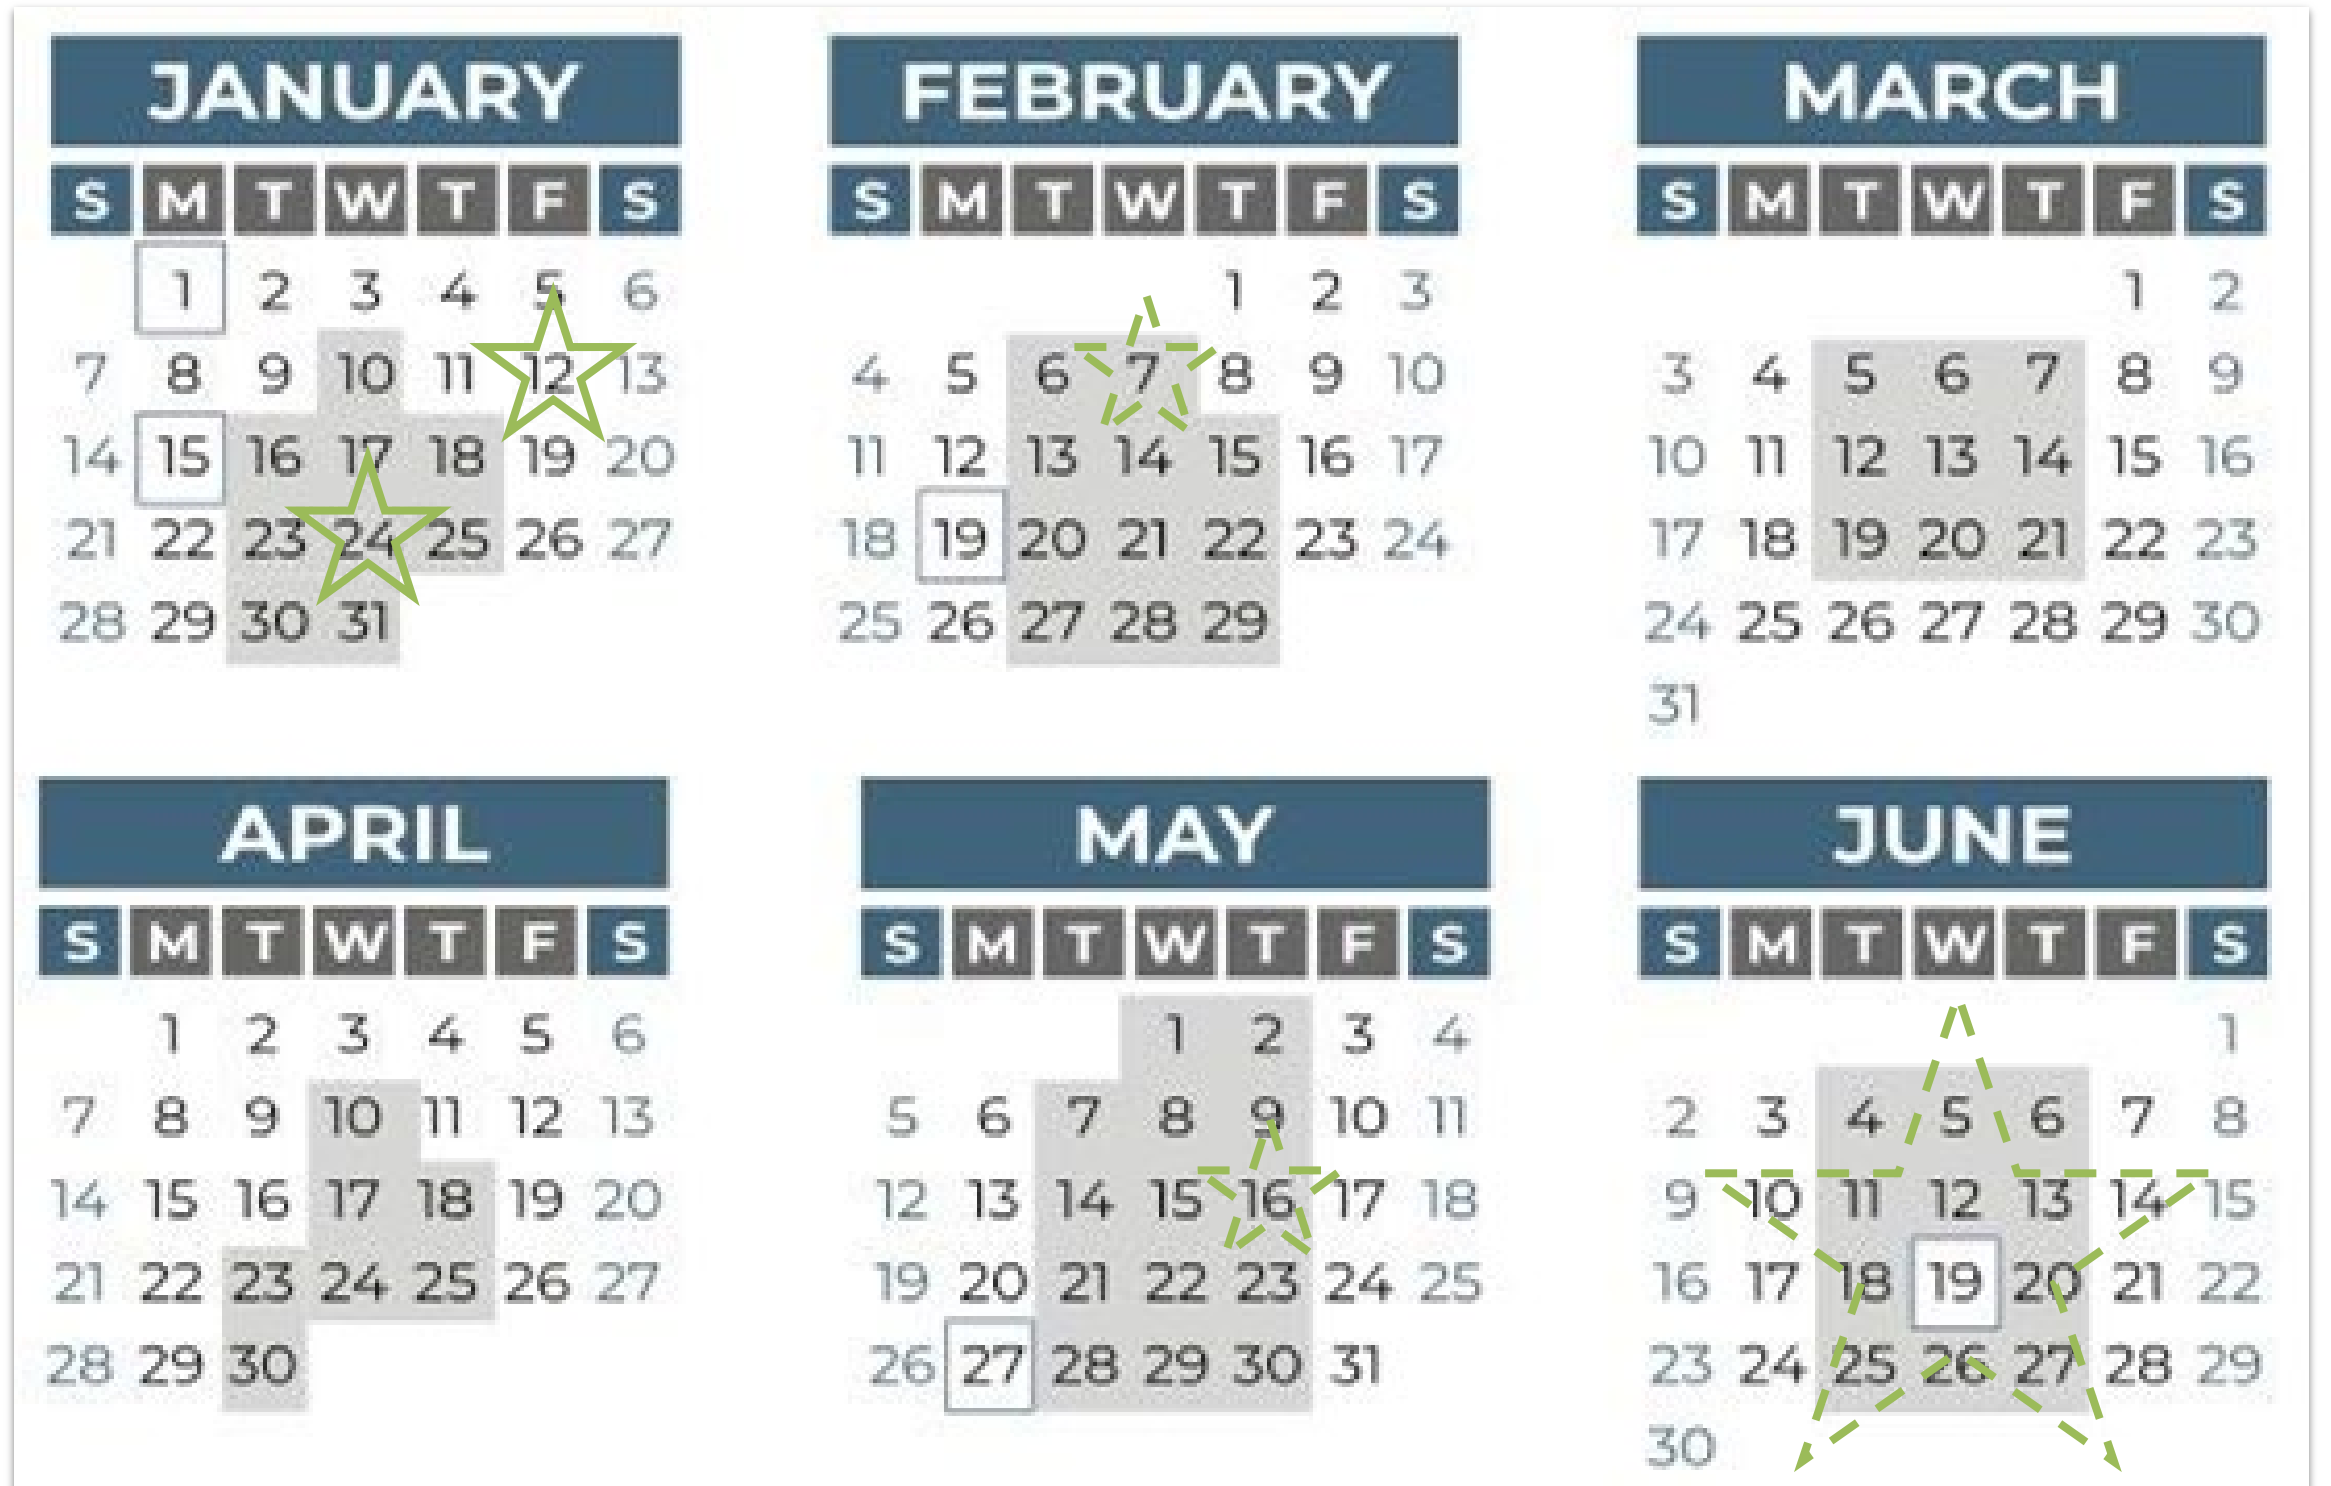 JANUARY
S M T W T F S
1 2 3 4 5 6
7 8 9 10 11 12 13
14 15 16 17 18 19 20
21 22 23 24 25 26 27
28 29 30 31
FEBRUARY
S M T W T F S
1 2 3
4 5 6 7 8 9 10
11 12 13 14 15 16 17
18 19 20 21 22 23 24
25 26 27 28 29
MARCH
S M T W T F S
1 2
3 4 5 6 7 8 9
10 11 12 13 14 15 16
17 18 19 20 21 22 23
24 25 26 27 28 29 30
31
APRIL
S M T W T F S
1 2 3 4 5 6
7 8 9 10 11 12 13
14 15 16 17 18 19 20
21 22 23 24 25 26 27
28 29 30
MAY
S M T W T F S
1 2 3 4
5 6 7 8 9 10 11
12 13 14 15 16 17 18
19 20 21 22 23 24 25
26 27 28 29 30 31
JUNE
S M T W T F S
1
2 3 4 5 6 7 8
9 10 11 12 13 14 15
16 17 18 19 20 21 22
23 24 25 26 27 28 29
30